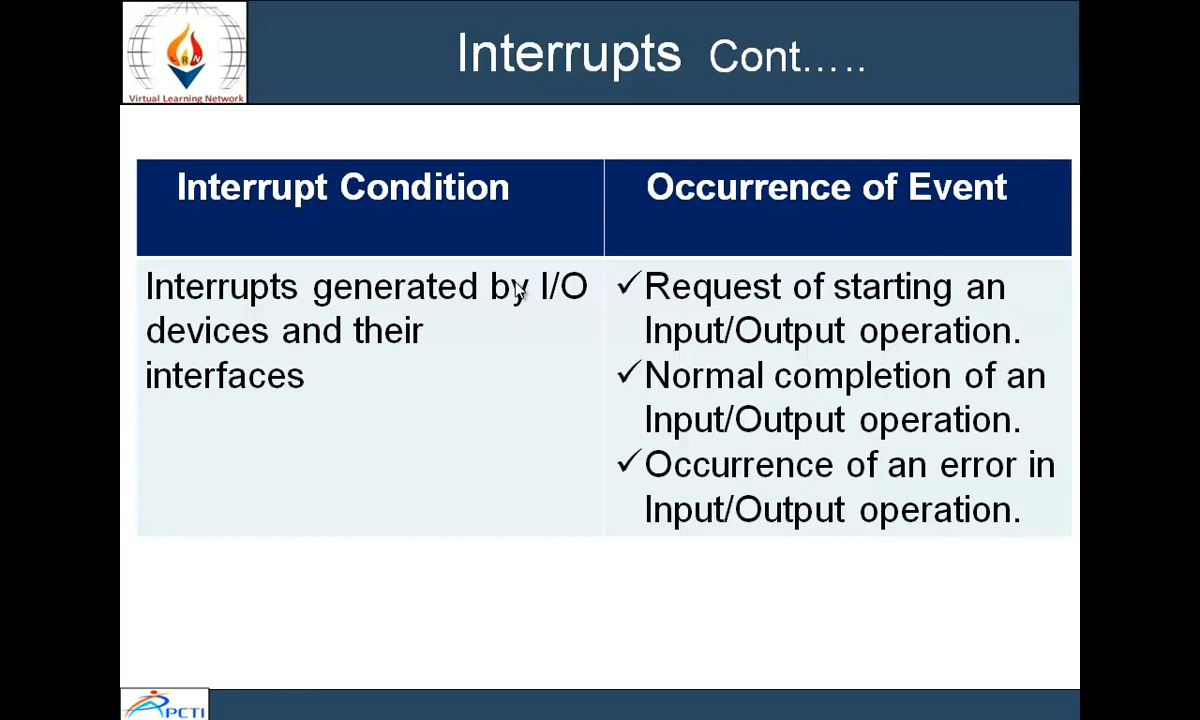 Virtual Learning Network
Interrupts Cont.....
Interrupt Condition
Occurrence of Event
Interrupts generated by I/O
devices and their
interfaces
✓Request of starting an
Input/Output operation.
✓Normal completion of an
Input/Output operation.
✓Occurrence of an error in
Input/Output operation.
PCTI